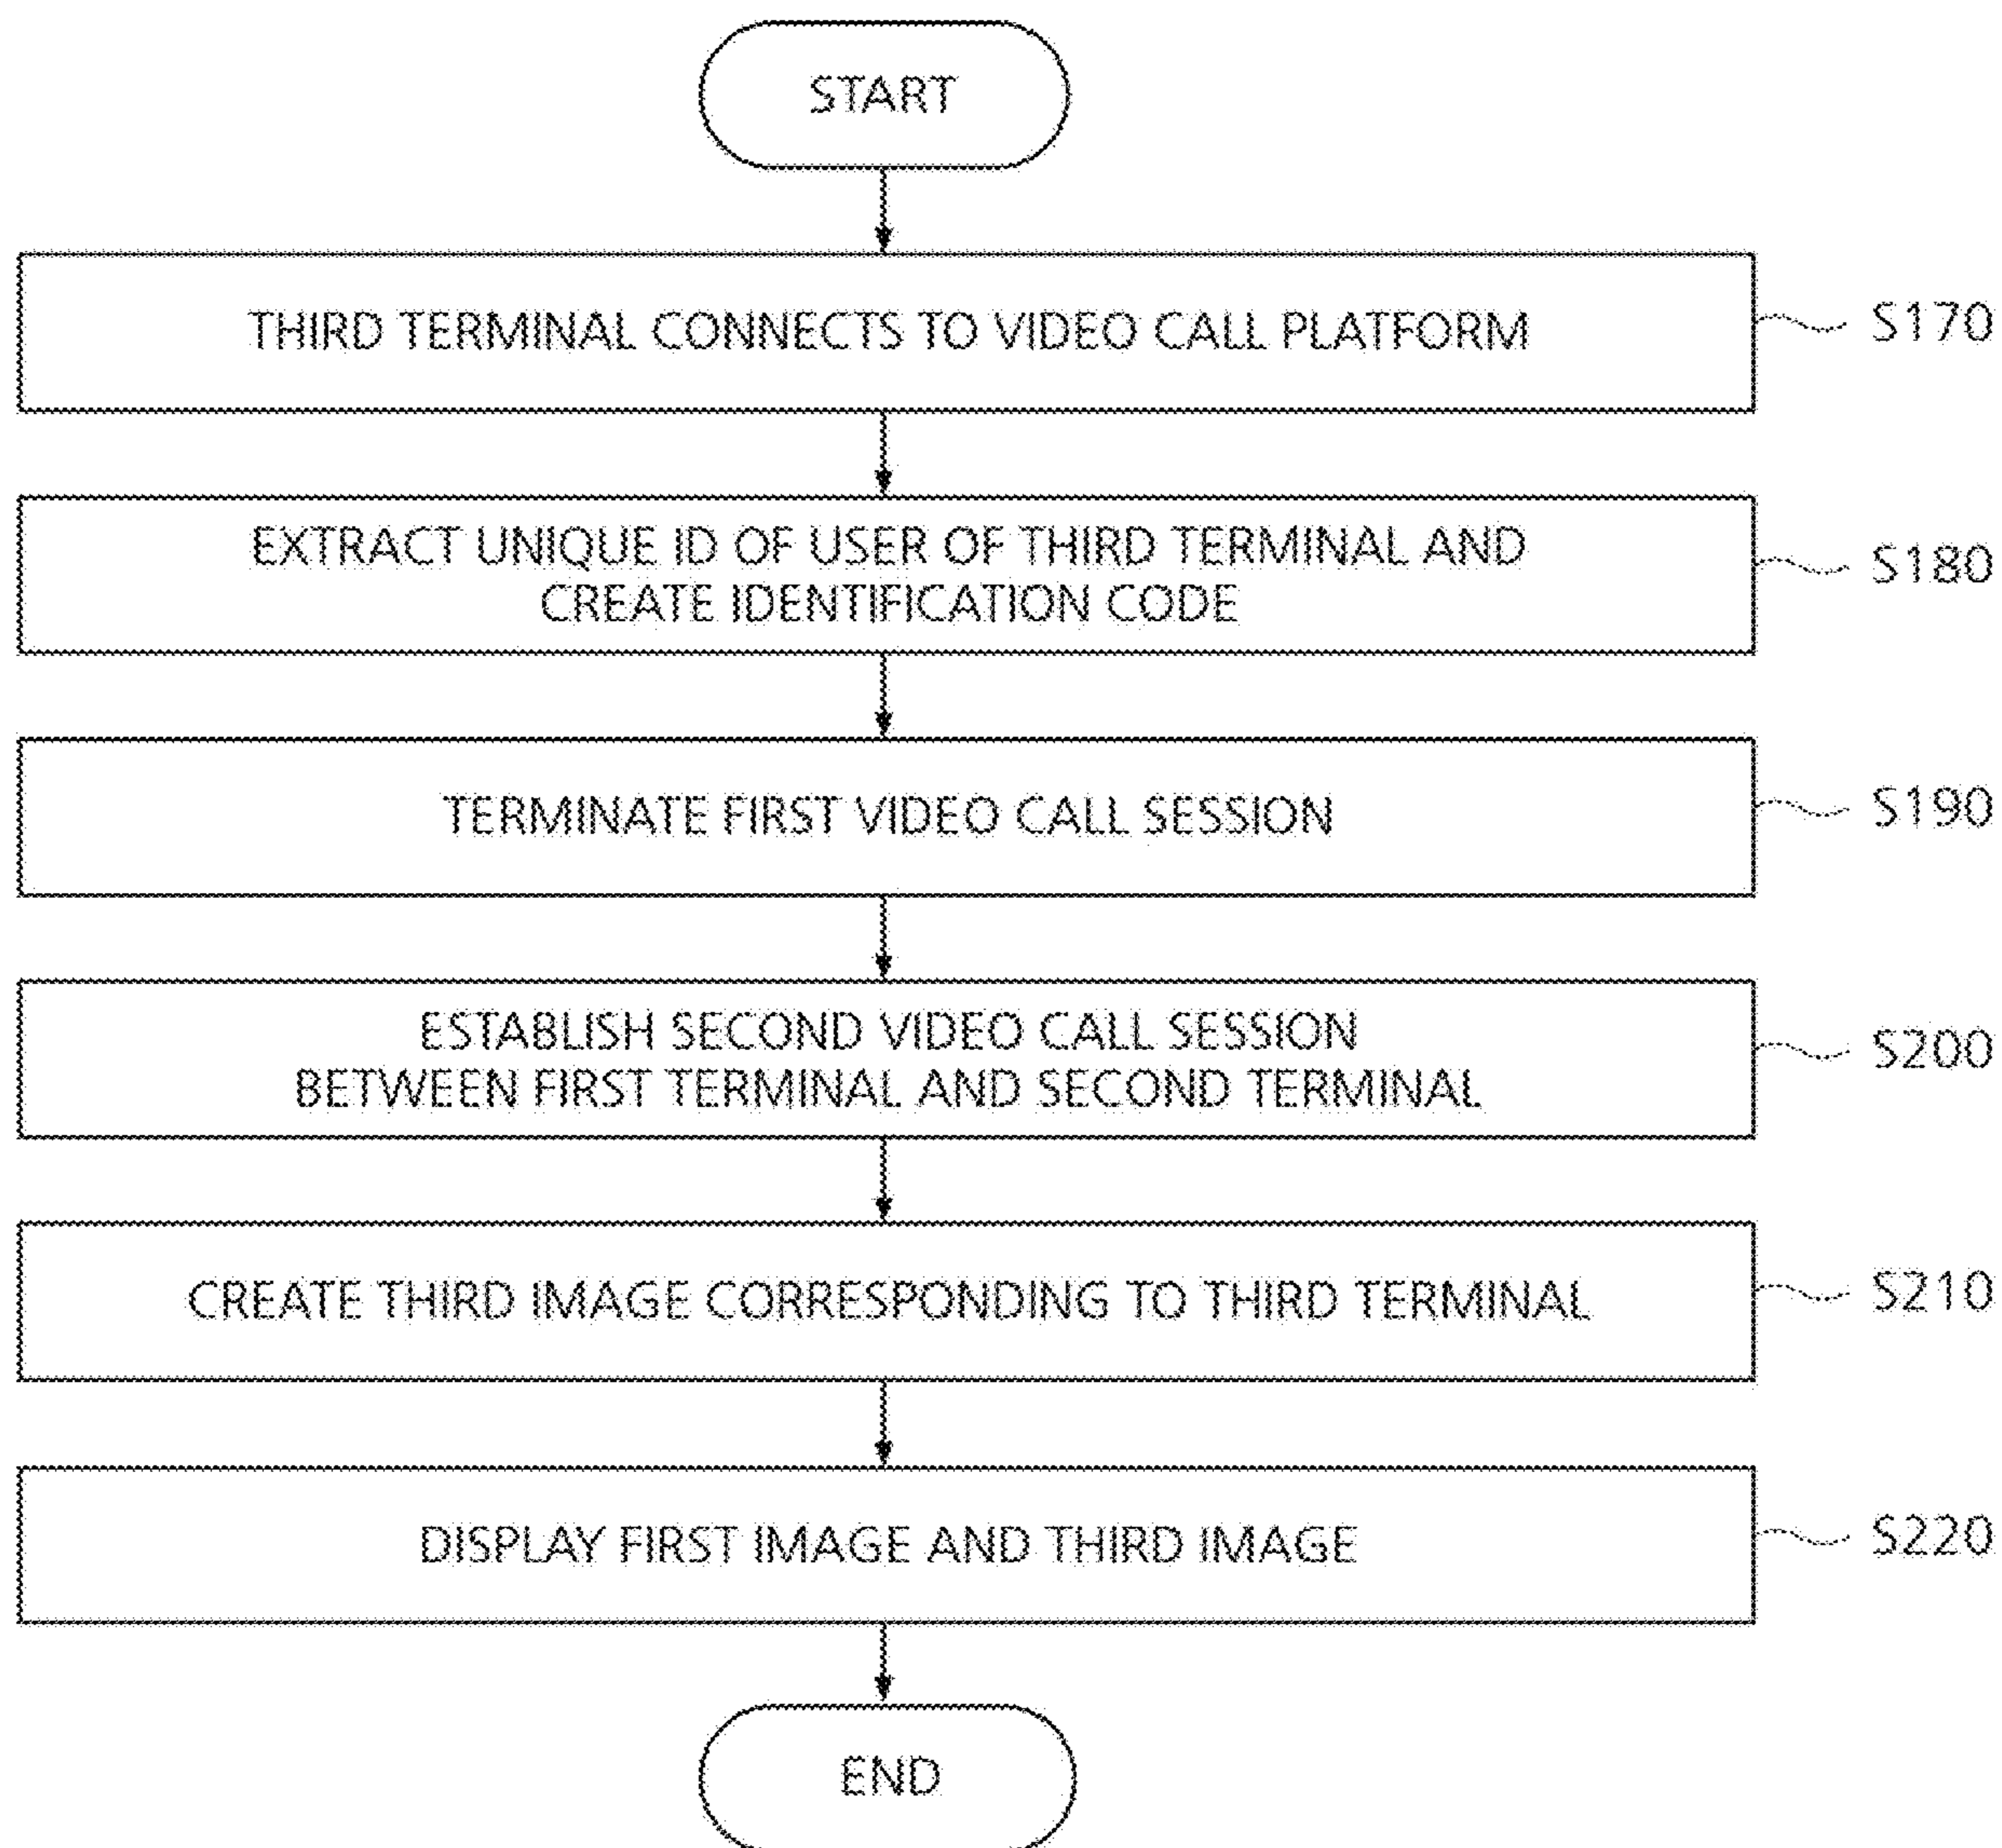 START
THIRD TERMINAL CONNECTS TO VIDEO CALL PLATFORM
S170
EXTRACT UNIQUE ID OF USER OF THIRD TERMINAL AND
CREATE IDENTIFICATION CODE
S180
TERMINATE FIRST VIDEO CALL SESSION
S190
ESTABLISH SECOND VIDEO CALL SESSION
BETWEEN FIRST TERMINAL AND SECOND TERMINAL
S200
CREATE THIRD IMAGE CORRESPONDING TO THIRD TERMINAL
S210
DISPLAY FIRST IMAGE AND THIRD IMAGE
S220
END